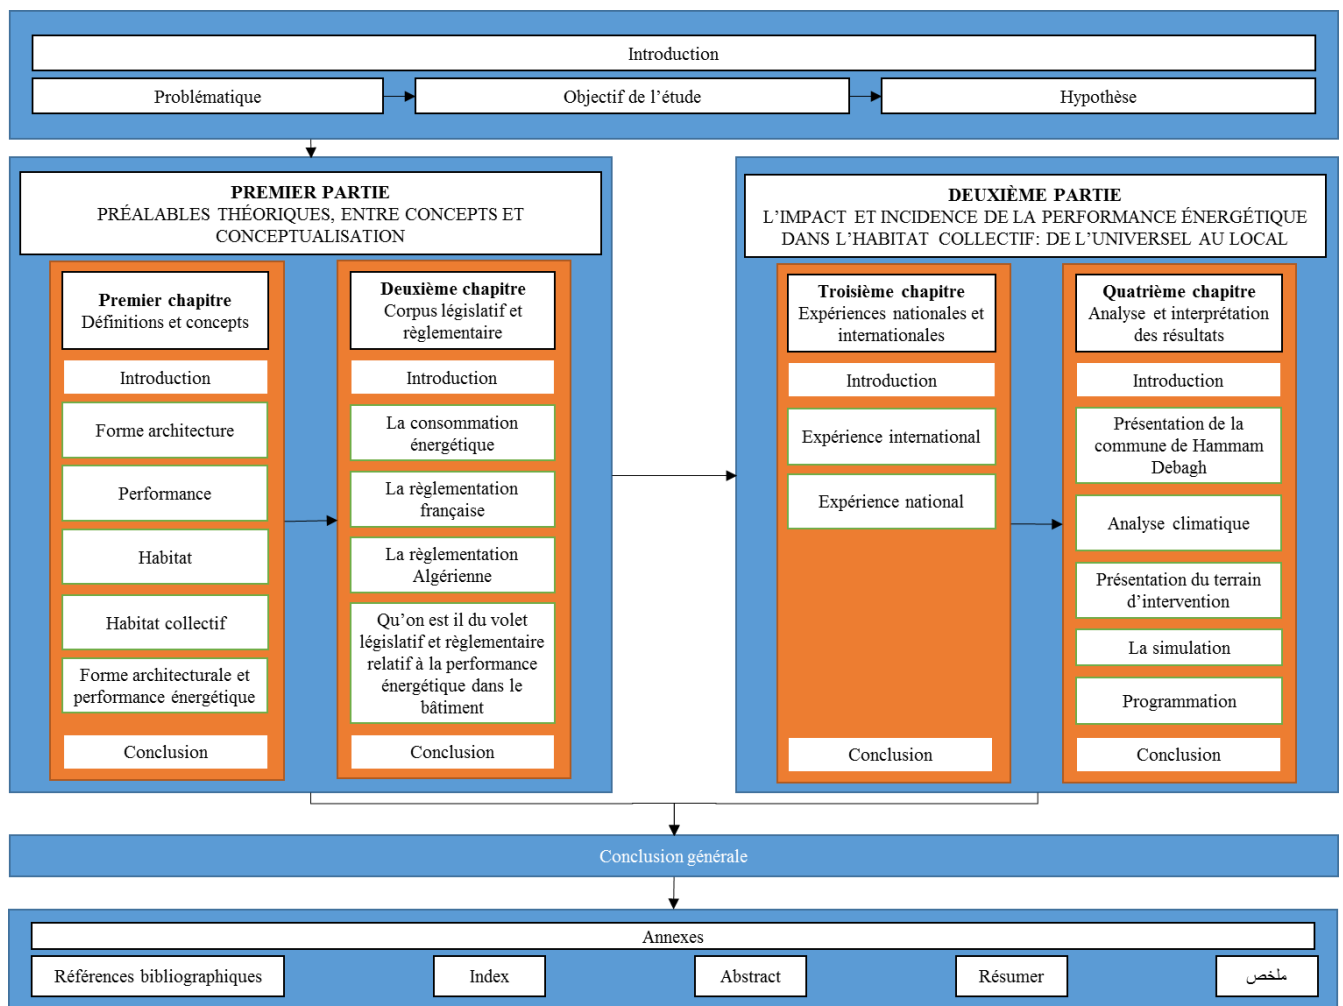 Introduction
Problématique
Objectif de l’étude
Hypothèse
PREMIER PARTIE
PRÉALABLES THÉORIQUES, ENTRE CONCEPTS ET
CONCEPTUALISATION
Premier chapitre
Définitions et concepts
Introduction
Forme architecture
Performance
Habitat
Habitat collectif
Forme architecturale et
performance énergétique
Conclusion
Deuxième chapitre
Corpus législatif et
règlementaire
Introduction
La consommation
énergétique
La règlementation
française
La règlementation
Algérienne
Qu’on est il du volet
législatif et règlementaire
relatif à la performance
énergétique dans le
bâtiment
Conclusion
DEUXIÈME PARTIE
L’IMPACT ET INCIDENCE DE LA PERFORMANCE ÉNERGÉTIQUE
DANS L’HABITAT COLLECTIF: DE L’UNIVERSEL AU LOCAL
Troisième chapitre
Expériences nationales et
internationales
Introduction
Expérience international
Expérience national
Conclusion
Quatrième chapitre
Analyse et interprétation
des résultats
Introduction
Présentation de la
commune de Hammam
Debagh
Analyse climatique
Présentation du terrain
d’intervention
La simulation
Programmation
Conclusion
Conclusion générale
Annexes
Références bibliographiques
Index
Abstract
Résumer
ملخص